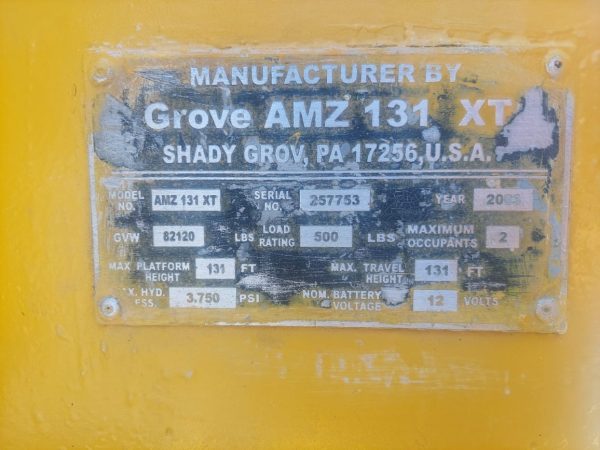 MANUFACTURER BY
Grove AMZ 131 XT
SHADY GROV, PA 17256, U.S.A.
MODEL NO. AMZ 131 XT SERIAL NO. 257753 YEAR
GVW 82120 LBS LOAD RATING 500 LBS MAXIMUM OCCUPANTS 2
MAX. PLATFORM HEIGHT 131 FT MAX. TRAVEL HEIGHT 131 FT
HYD. 3.750 PSI NOM. BATTERY VOLTAGE 12 VOLTS